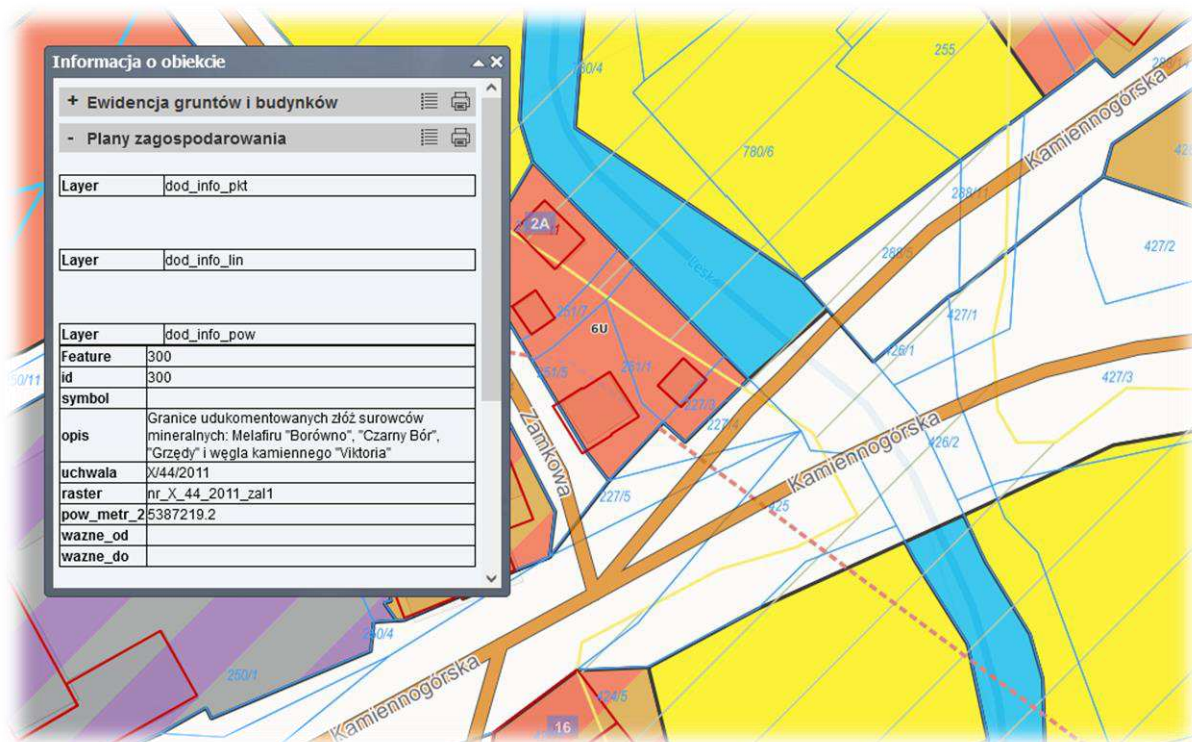 Informacja o obiekcie
+ Ewidencja gruntów i budynków
- Plany zagospodarowania
Layer dod_info_pkt
Layer dod_info_lin
Layer dod_info_pow
Feature 300
id 300
symbol
opis Granice udukomentowanych złóż surowców
mineralnych: Melafiru "Borówno", "Czarny Bór",
"Grzędy" i węgla kamiennego "Viktoria"
uchwala X/44/2011
raster nr_X_44_2011_zal1
pow_metr_2 5387219.2
wazne_od
wazne_do
255
780/6
Kamiennogórska
288/11
288/5
427/2
2A
Lesk
251/7
6U
251/1
251/5
427/1
426/1
427/3
227/3
227/4
Zamkowa
426/2
Kamiennogórska
425
227/5
250/4
250/1
Kamiennogórska
424/5
16